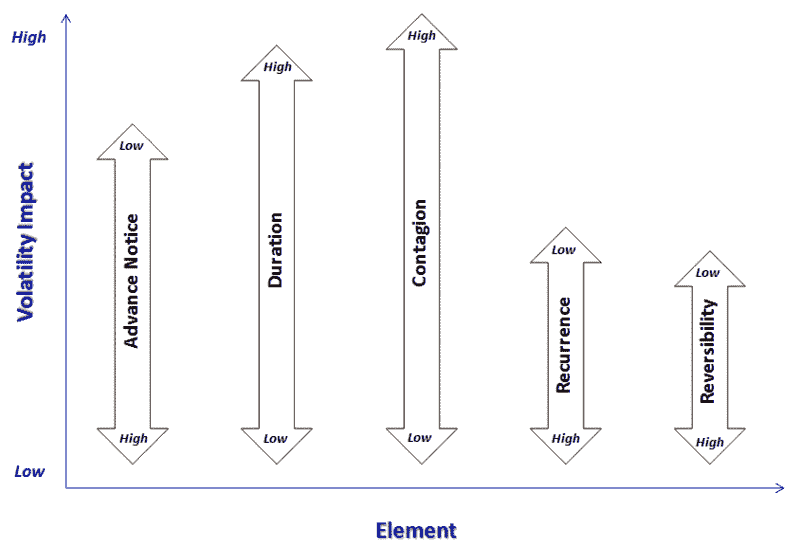 High
Low
Volatility Impact
Low
Advance Notice
High
High
Duration
Low
High
Contagion
Low
Low
Recurrence
High
Low
Reversibility
High
Element